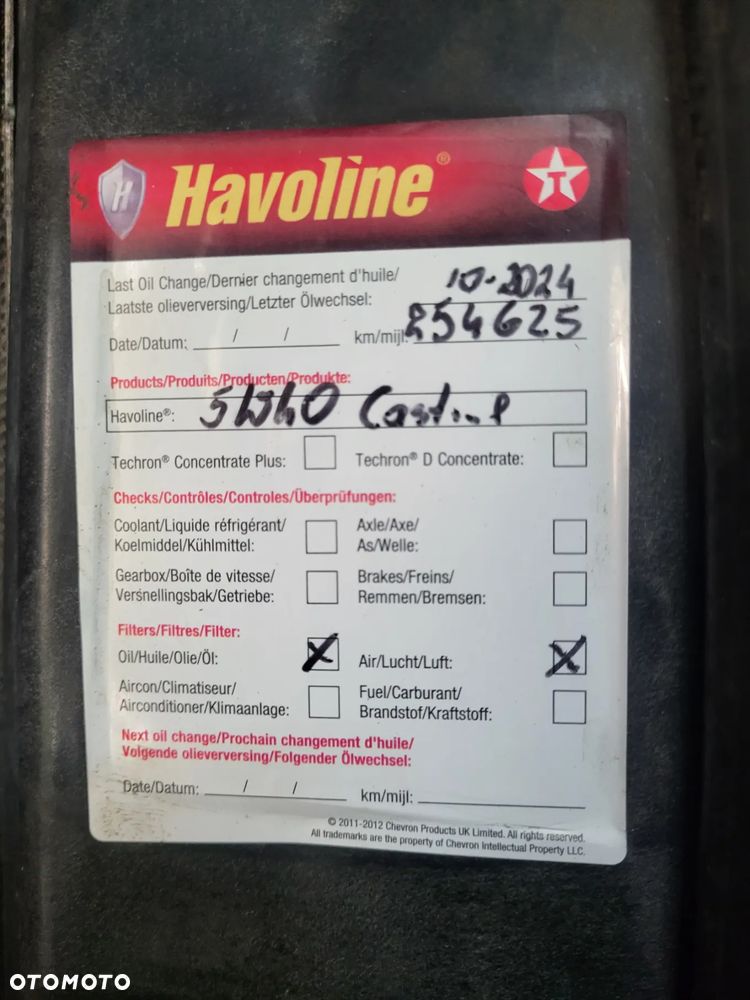 H Havoline® T
Last Oil Change/Dernier changement d'huile/
Laatste olieverversing/Letzter Ölwechsel: 10-2024
Date/Datum: / / km/mijl: 254625
Products/Produits/Producten/Produkte:
Havoline®: 5W40 Castrol
Techron® Concentrate Plus: Techron® D Concentrate:
Checks/Contrôles/Controles/Überprüfungen:
Coolant/Liquide réfrigérant/ Axle/Axe/
Koelmiddel/Kühlmittel: As/Welle:
Gearbox/Boîte de vitesse/ Brakes/Freins/
Versnellingsbak/Getriebe: Remmen/Bremsen:
Filters/Filtres/Filter:
Oil/Huile/Olie/Öl: X Air/Lucht/Luft: X
Aircon/Climatiseur/ Fuel/Carburant/
Airconditioner/Klimaanlage: Brandstof/Kraftstoff:
Next oil change/Prochain changement d'huile/
Volgende olieverversing/Folgender Ölwechsel:
Date/Datum: / / km/mijl:
© 2011-2012 Chevron Products UK Limited. All rights reserved.
All trademarks are the property of Chevron Intellectual Property LLC.
OTOMOTO